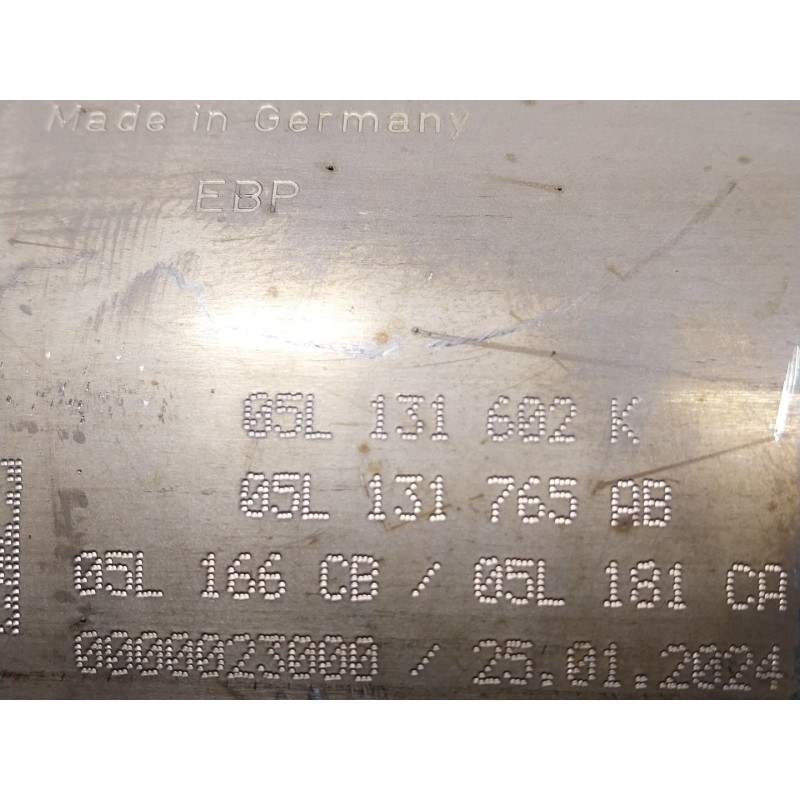 Made in Germany
EBP
05L 131 602 K
05L 131 765 AB
05L 166 CB / 05L 181 CA
0000023000 / 25.01.2024